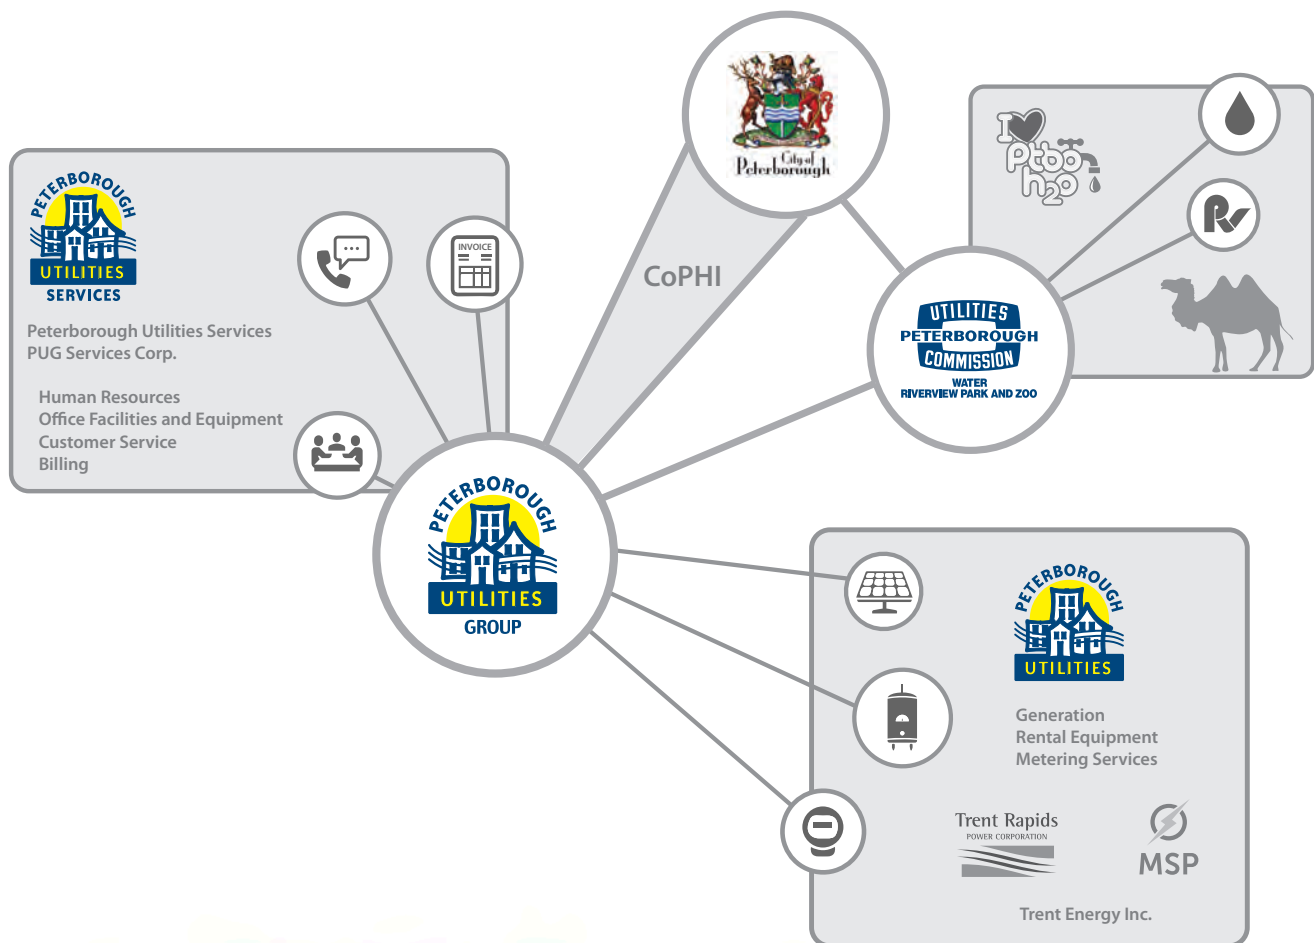 City of
Peterborough
I
Ptbo
h2o
PETERBOROUGH
UTILITIES
SERVICES
INVOICE
Peterborough Utilities Services
PUG Services Corp.
Human Resources
Office Facilities and Equipment
Customer Service
Billing
CoPHI
R
UTILITIES
PETERBOROUGH
COMMISSION
WATER
RIVERVIEW PARK AND ZOO
PETERBOROUGH
UTILITIES
GROUP
PETERBOROUGH
UTILITIES
Generation
Rental Equipment
Metering Services
Trent Rapids
POWER CORPORATION
MSP
Trent Energy Inc.